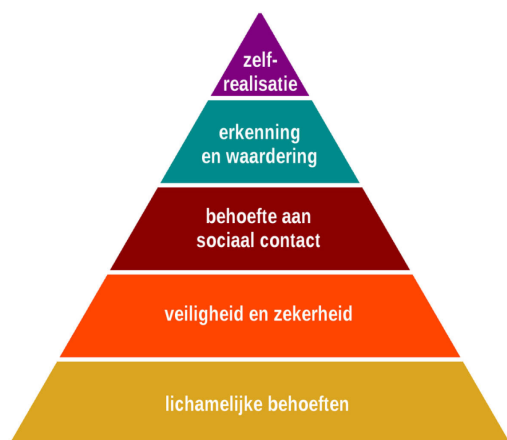 zelf-
realisatie
erkenning
en waardering
behoefte aan
sociaal contact
veiligheid en zekerheid
lichamelijke behoeften